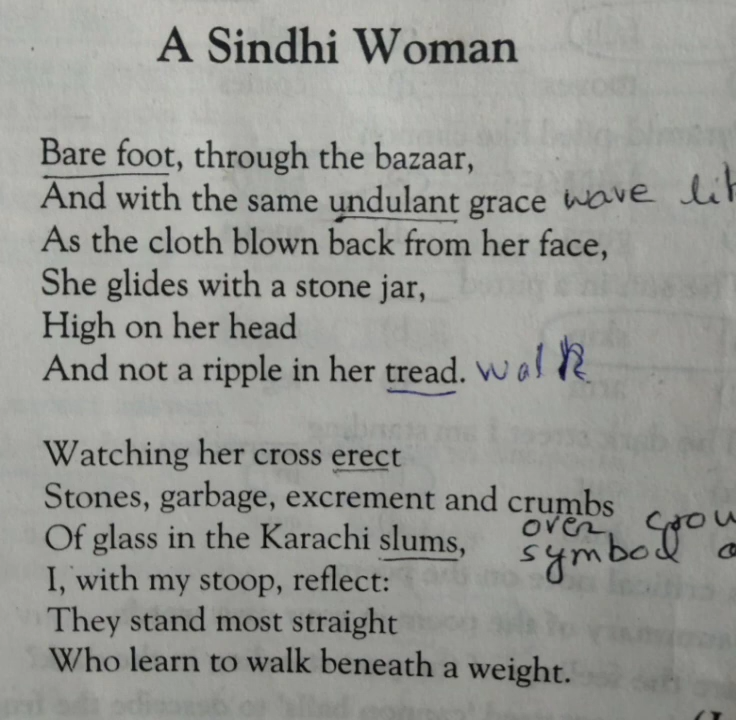 A Sindhi Woman
Bare foot, through the bazaar,
And with the same undulant grace wave
As the cloth blown back from her face,
She glides with a stone jar,
High on her head
And not a ripple in her tread. walk
Watching her cross erect
Stones, garbage, excrement and crumbs
Of glass in the Karachi slums, over
symbol
I, with my stoop, reflect:
They stand most straight
Who learn to walk beneath a weight.